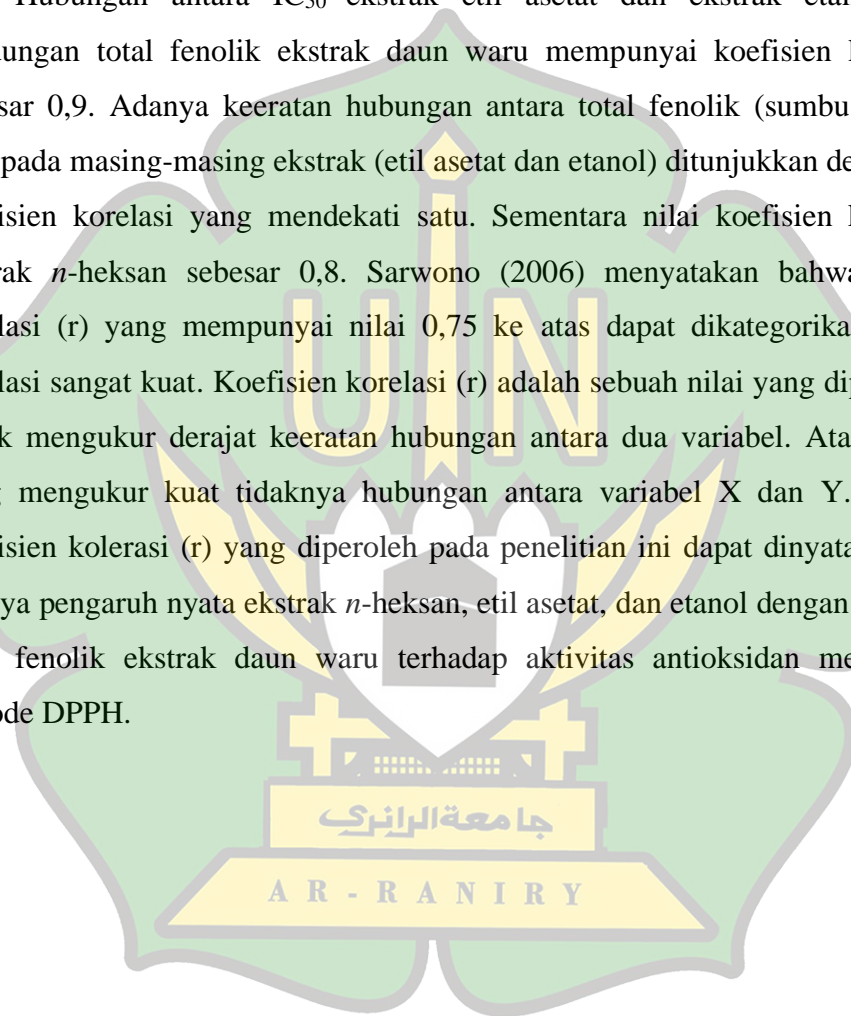 Hubungan antara IC50 ekstrak etil asetat dan ekstrak
dungan total fenolik ekstrak daun waru mempunyai koefisien
sar 0,9. Adanya keeratan hubungan antara total fenolik (sumbu
pada masing-masing ekstrak (etil asetat dan etanol) ditunjukkan de
isien korelasi yang mendekati satu. Sementara nilai koefisien
rak n-heksan sebesar 0,8. Sarwono (2006) menyatakan bahwa
lasi (r) yang mempunyai nilai 0,75 ke atas dapat dikategorika
lasi sangat kuat. Koefisien korelasi (r) adalah sebuah nilai yang dip
k mengukur derajat keeratan hubungan antara dua variabel. Ata
g mengukur kuat tidaknya hubungan antara variabel X dan Y.
isien kolerasi (r) yang diperoleh pada penelitian ini dapat dinyata
ya pengaruh nyata ekstrak n-heksan, etil asetat, dan etanol dengan
fenolik ekstrak daun waru terhadap aktivitas antioksidan me
ode DPPH.
UIN
جامعة الرانري
AR-RANIRY